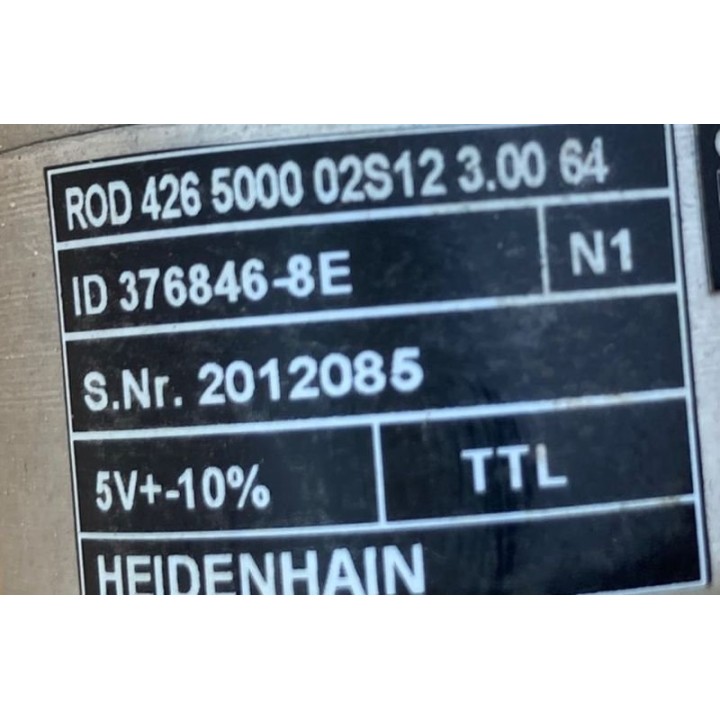 ROD 426 5000 02S12 3.00 64
ID 376846-8E N1
S.Nr. 2012085
5V+-10% TTL
HEIDENHAIN